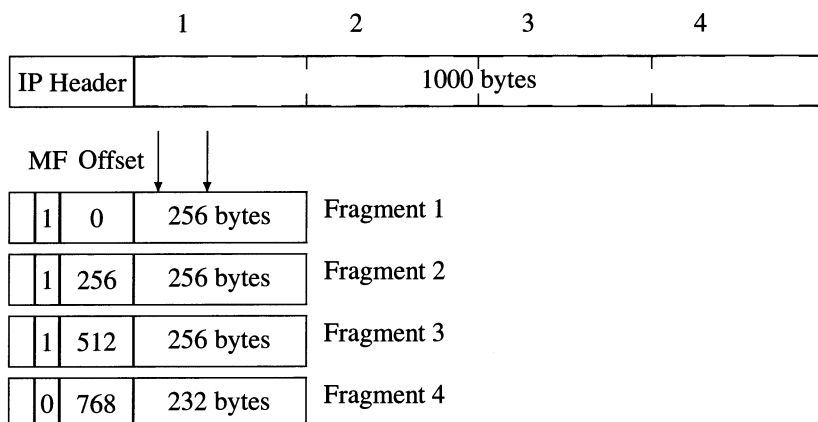 1 2 3 4
IP Header 1000 bytes
MF Offset
1 0 256 bytes Fragment 1
1 256 256 bytes Fragment 2
1 512 256 bytes Fragment 3
0 768 232 bytes Fragment 4